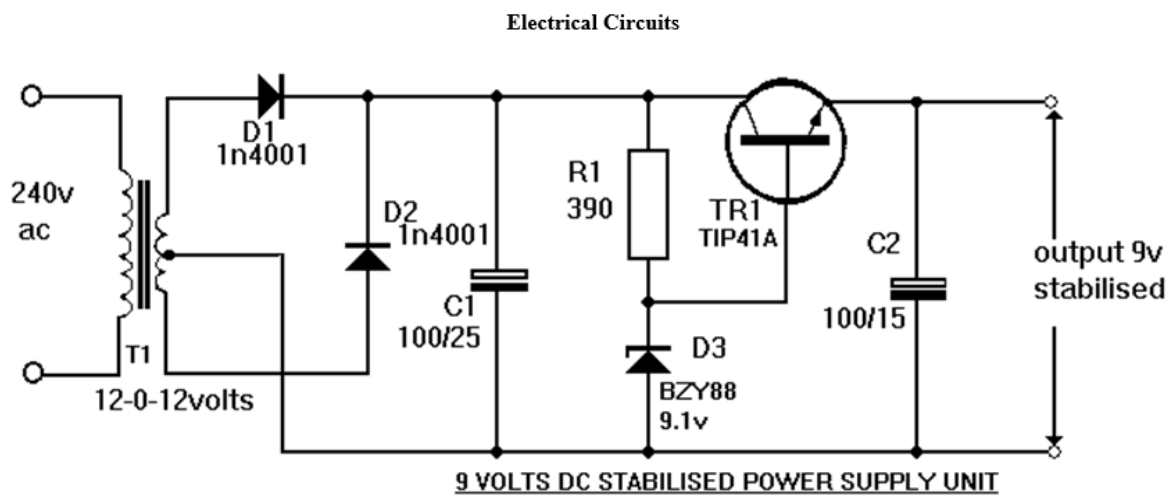 Electrical Circuits
D1
1n4001
240v
ac
D2
1n4001
R1
390
TR1
TIP41A
C2
output 9v
stabilised
C1
100/25
100/15
T1
D3
12-0-12volts
BZY88
9.1v
9 VOLTS DC STABILISED POWER SUPPLY UNIT